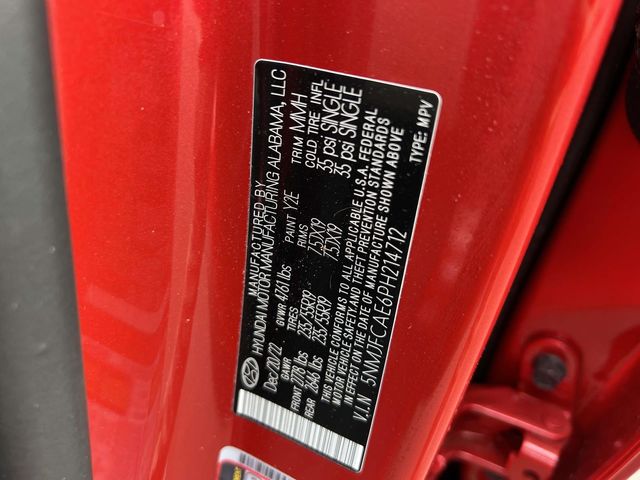 MANUFACTURED BY
HYUNDAI MOTOR MANUFACTURING ALABAMA, LLC
Dec/20/22 GVWR 4761 lbs PAINT Y2E TRIM MMH
GAWR TIRES RIMS COLD TIRE INFL.
FRONT 2778 lbs 235/55R19 7.5JX19 35 psi SINGLE
REAR 2646 lbs 235/55R19 7.5JX19 35 psi SINGLE
THIS VEHICLE CONFORMS TO ALL APPLICABLE U.S.A. FEDERAL
MOTOR VEHICLE SAFETY AND THEFT PREVENTION STANDARDS
IN EFFECT ON THE DATE OF MANUFACTURE SHOWN ABOVE
V.I.N 5NMJFCAE6PH214712 TYPE: MPV